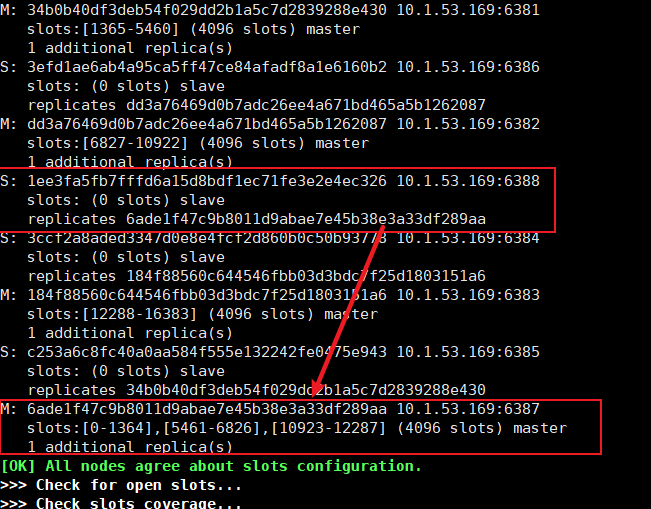 M: 34b0b40df3deb54f029dd2b1a5c7d2839288e430 10.1.53.169:6381
slots:[1365-5460] (4096 slots) master
1 additional replica(s)
S: 3efd1ae6ab4a95ca5ff47ce84afadf8a1e6160b2 10.1.53.169:6386
slots: (0 slots) slave
replicates dd3a76469d0b7adc26ee4a671bd465a5b1262087
M: dd3a76469d0b7adc26ee4a671bd465a5b1262087 10.1.53.169:6382
slots:[6827-10922] (4096 slots) master
1 additional replica(s)
S: 1ee3fa5fb7fffd6a15d8bdf1ec71fe3e2e4ec326 10.1.53.169:6388
slots: (0 slots) slave
replicates 6ade1f47c9b8011d9abae7e45b38e3a33df289aa
S: 3ccf2a8aded3347d0e8e4fcf2d860b0c50b93778 10.1.53.169:6384
slots: (0 slots) slave
replicates 184f88560c644546fbb03d3bdc7f25d1803151a6
M: 184f88560c644546fbb03d3bdc7f25d1803151a6 10.1.53.169:6383
slots:[12288-16383] (4096 slots) master
1 additional replica(s)
S: c253a6c8fc40a0aa584f555e132242fe0475e943 10.1.53.169:6385
slots: (0 slots) slave
replicates 34b0b40df3deb54f029dd2b1a5c7d2839288e430
M: 6ade1f47c9b8011d9abae7e45b38e3a33df289aa 10.1.53.169:6387
slots:[0-1364],[5461-6826],[10923-12287] (4096 slots) master
1 additional replica(s)
[OK] All nodes agree about slots configuration.
>>> Check for open slots...
>>> Check slots coverage...